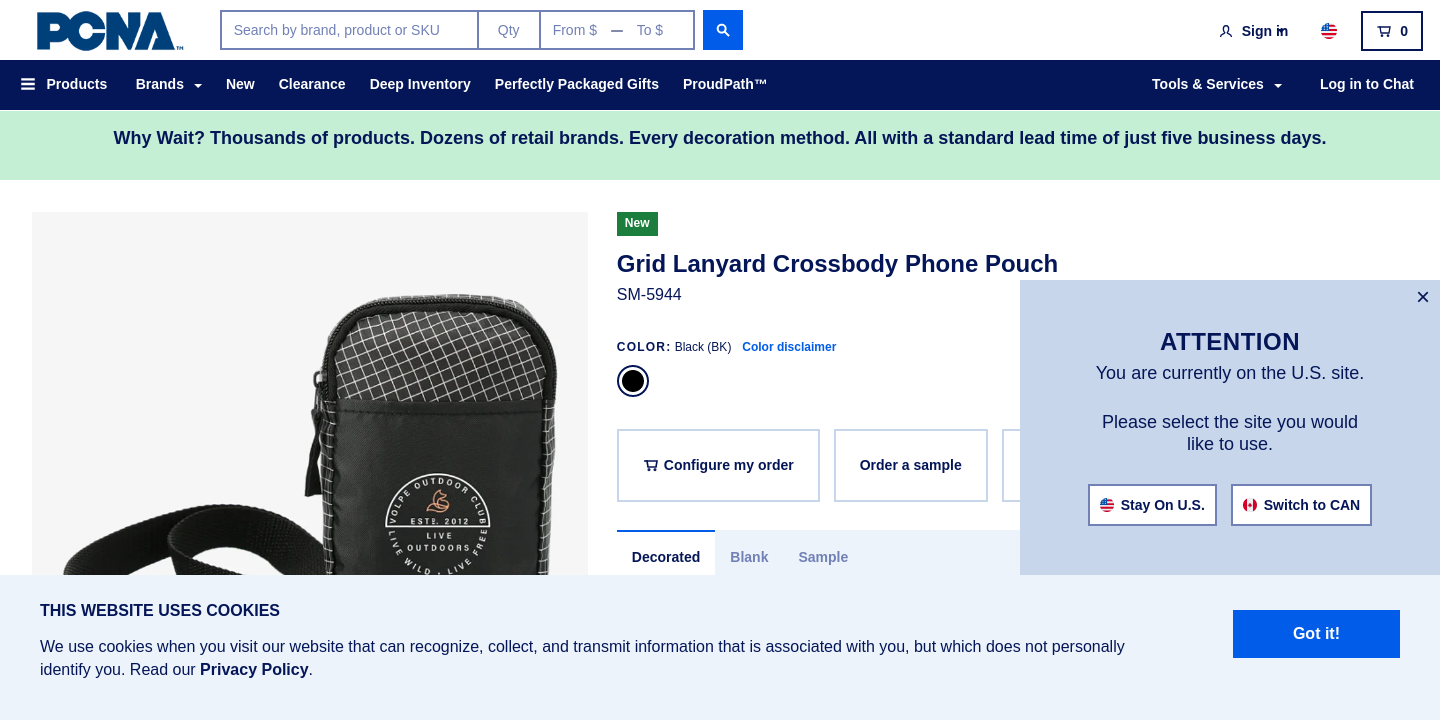 PCNA™
Search by brand, product or SKU
Qty
From $ — To $
Sign in
0
Products
Brands
New
Clearance
Deep Inventory
Perfectly Packaged Gifts
ProudPath™
Tools & Services
Log in to Chat
Why Wait? Thousands of products. Dozens of retail brands. Every decoration method. All with a standard lead time of just five business days.
VOLPE OUTDOOR CLUB
ESTD. 2012
LIVE
OUTDOORS
LIVE WILD • LIVE FREE
New
Grid Lanyard Crossbody Phone Pouch
SM-5944
COLOR: Black (BK) Color disclaimer
Configure my order
Order a sample
Decorated
Blank
Sample
×
ATTENTION
You are currently on the U.S. site.
Please select the site you would
like to use.
Stay On U.S.
Switch to CAN
THIS WEBSITE USES COOKIES
We use cookies when you visit our website that can recognize, collect, and transmit information that is associated with you, but which does not personally
identify you. Read our Privacy Policy.
Got it!